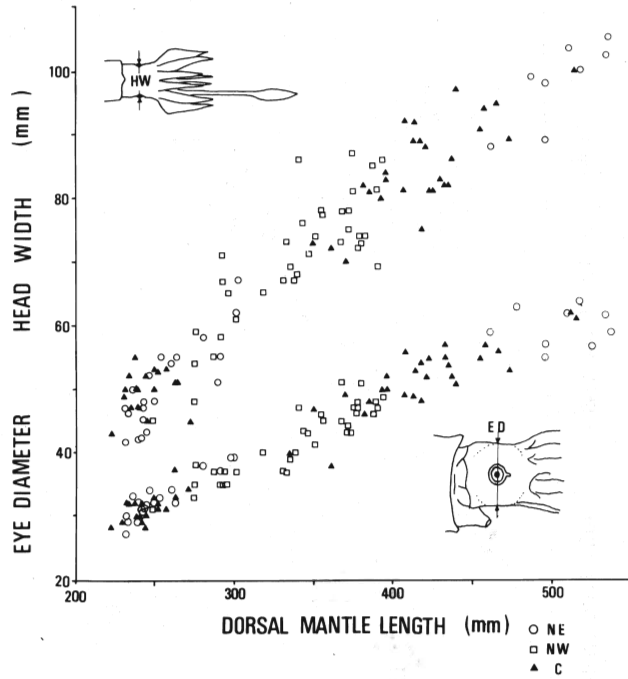 HW
EYE DIAMETER HEAD WIDTH (mm)
100
80
60
40
20
ED
200 300 400 500
DORSAL MANTLE LENGTH (mm)
○ NE
□ NW
▲ C